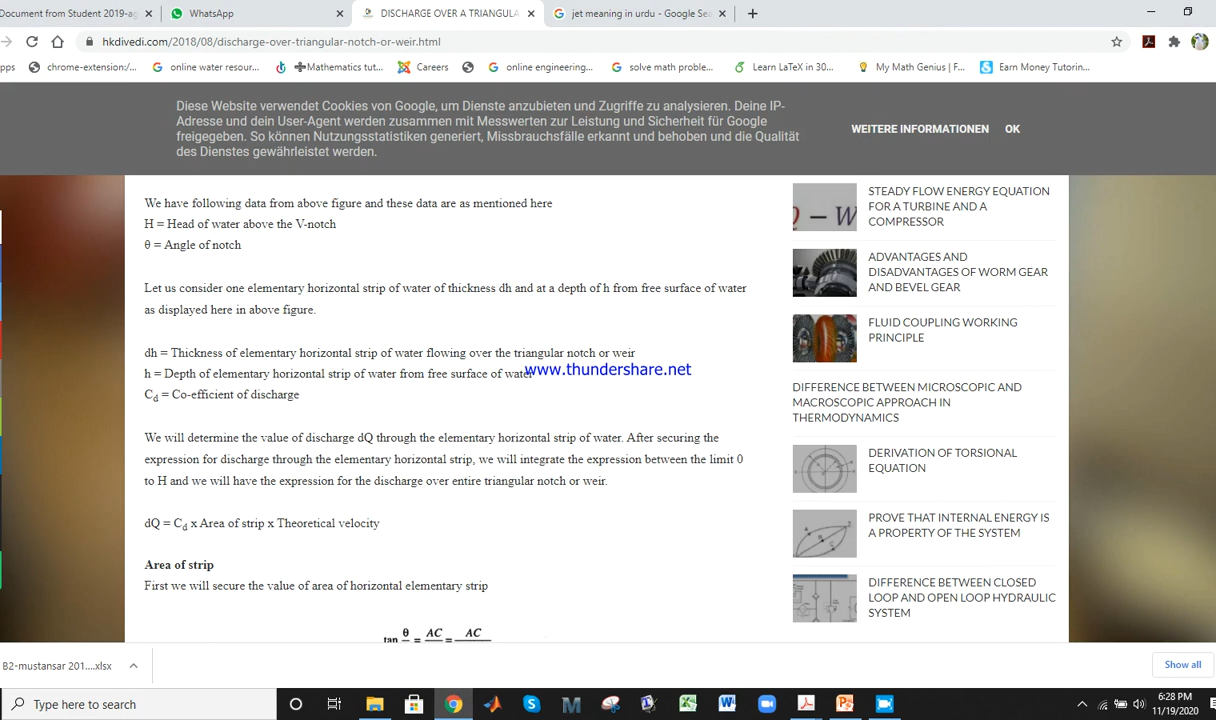 Document from Student 2019-ag
WhatsApp
DISCHARGE OVER A TRIANGULA
jet meaning in urdu - Google Sea
hkdivedi.com/2018/08/discharge-over-triangular-notch-or-weir.html
pps
chrome-extension:/...
online water resour...
Mathematics tut...
Careers
online engineering...
solve math proble...
Learn LaTeX in 30...
My Math Genius | F...
Earn Money Tutorin...
Diese Website verwendet Cookies von Google, um Dienste anzubieten und Zugriffe zu analysieren. Deine IP-
Adresse und dein User-Agent werden zusammen mit Messwerten zur Leistung und Sicherheit für Google
freigegeben. So können Nutzungsstatistiken generiert, Missbrauchsfälle erkannt und behoben und die Qualität
des Dienstes gewährleistet werden.
WEITERE INFORMATIONEN OK
We have following data from above figure and these data are as mentioned here
H = Head of water above the V-notch
θ = Angle of notch
Let us consider one elementary horizontal strip of water of thickness dh and at a depth of h from free surface of water
as displayed here in above figure.
dh = Thickness of elementary horizontal strip of water flowing over the triangular notch or weir
h = Depth of elementary horizontal strip of water from free surface of water
www.thundershare.net
Cd = Co-efficient of discharge
We will determine the value of discharge dQ through the elementary horizontal strip of water. After securing the
expression for discharge through the elementary horizontal strip, we will integrate the expression between the limit 0
to H and we will have the expression for the discharge over entire triangular notch or weir.
dQ = Cd x Area of strip x Theoretical velocity
Area of strip
First we will secure the value of area of horizontal elementary strip
tan θ = AC = AC
Q – W
STEADY FLOW ENERGY EQUATION
FOR A TURBINE AND A
COMPRESSOR
ADVANTAGES AND
DISADVANTAGES OF WORM GEAR
AND BEVEL GEAR
FLUID COUPLING WORKING
PRINCIPLE
DIFFERENCE BETWEEN MICROSCOPIC AND
MACROSCOPIC APPROACH IN
THERMODYNAMICS
DERIVATION OF TORSIONAL
EQUATION
PROVE THAT INTERNAL ENERGY IS
A PROPERTY OF THE SYSTEM
DIFFERENCE BETWEEN CLOSED
LOOP AND OPEN LOOP HYDRAULIC
SYSTEM
B2-mustansar 201....xlsx
Show all
Type here to search
6:28 PM
11/19/2020